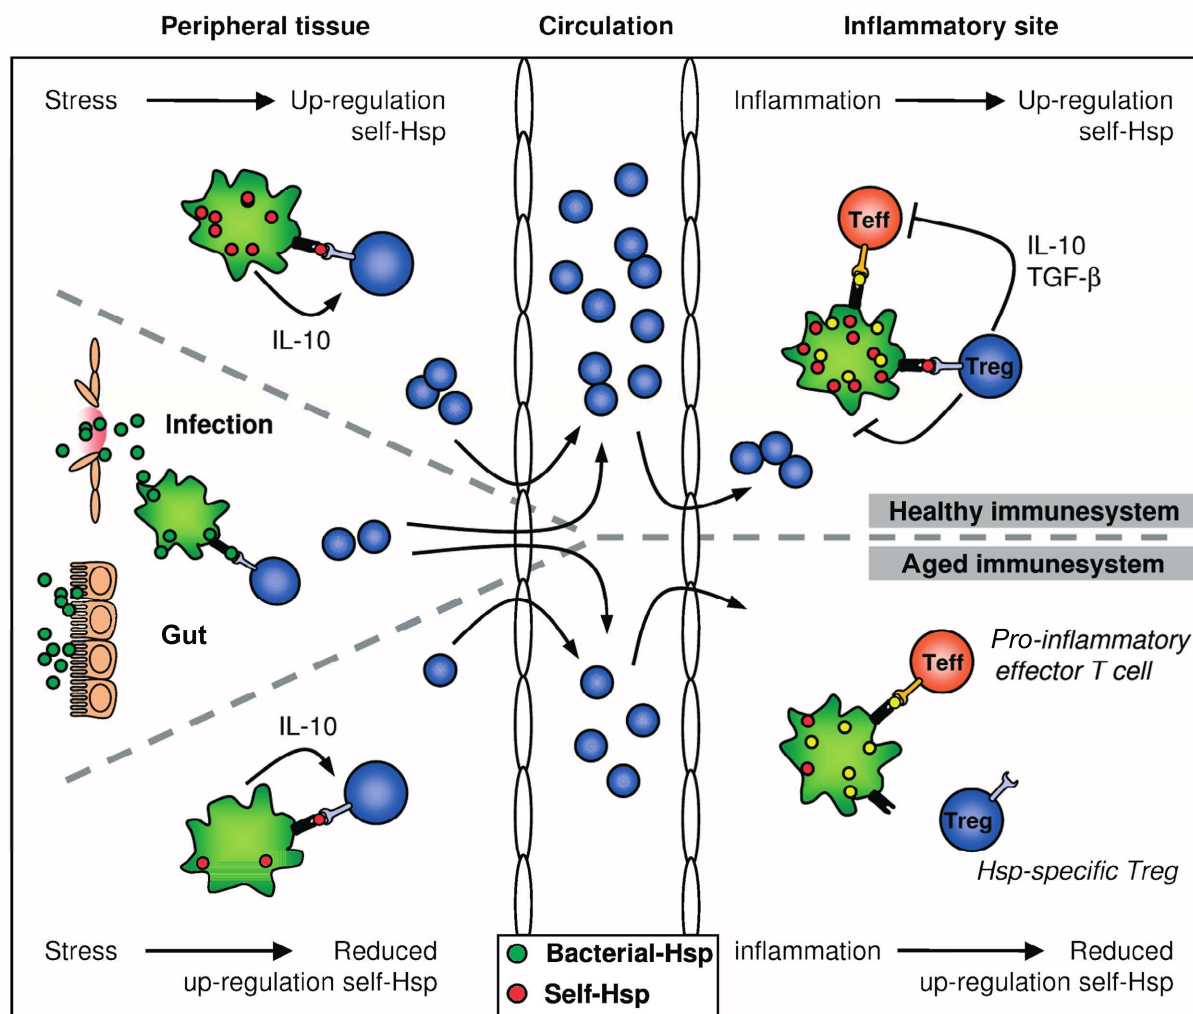 Peripheral tissue
Circulation
Inflammatory site
Stress
Up-regulation
self-Hsp
IL-10
Inflammation
Up-regulation
self-Hsp
Teff
IL-10
TGF-β
Treg
Infection
Gut
Healthy immunesystem
Aged immunesystem
Teff
Pro-inflammatory
effector T cell
Treg
Hsp-specific Treg
IL-10
Stress
Reduced
up-regulation self-Hsp
Bacterial-Hsp
Self-Hsp
inflammation
Reduced
up-regulation self-Hsp